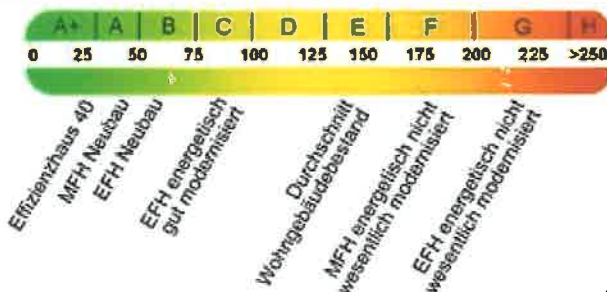 A+ A B C D E F G H
0 25 50 75 100 125 150 175 200 225 >250
Effizienzhaus 40
MFH Neubau
EFH Neubau
EFH energetisch
gut modernisiert
Durchschnitt
Wohngebäudebestand
MFH energetisch nicht
wesentlich modernisiert
EFH energetisch nicht
wesentlich modernisiert